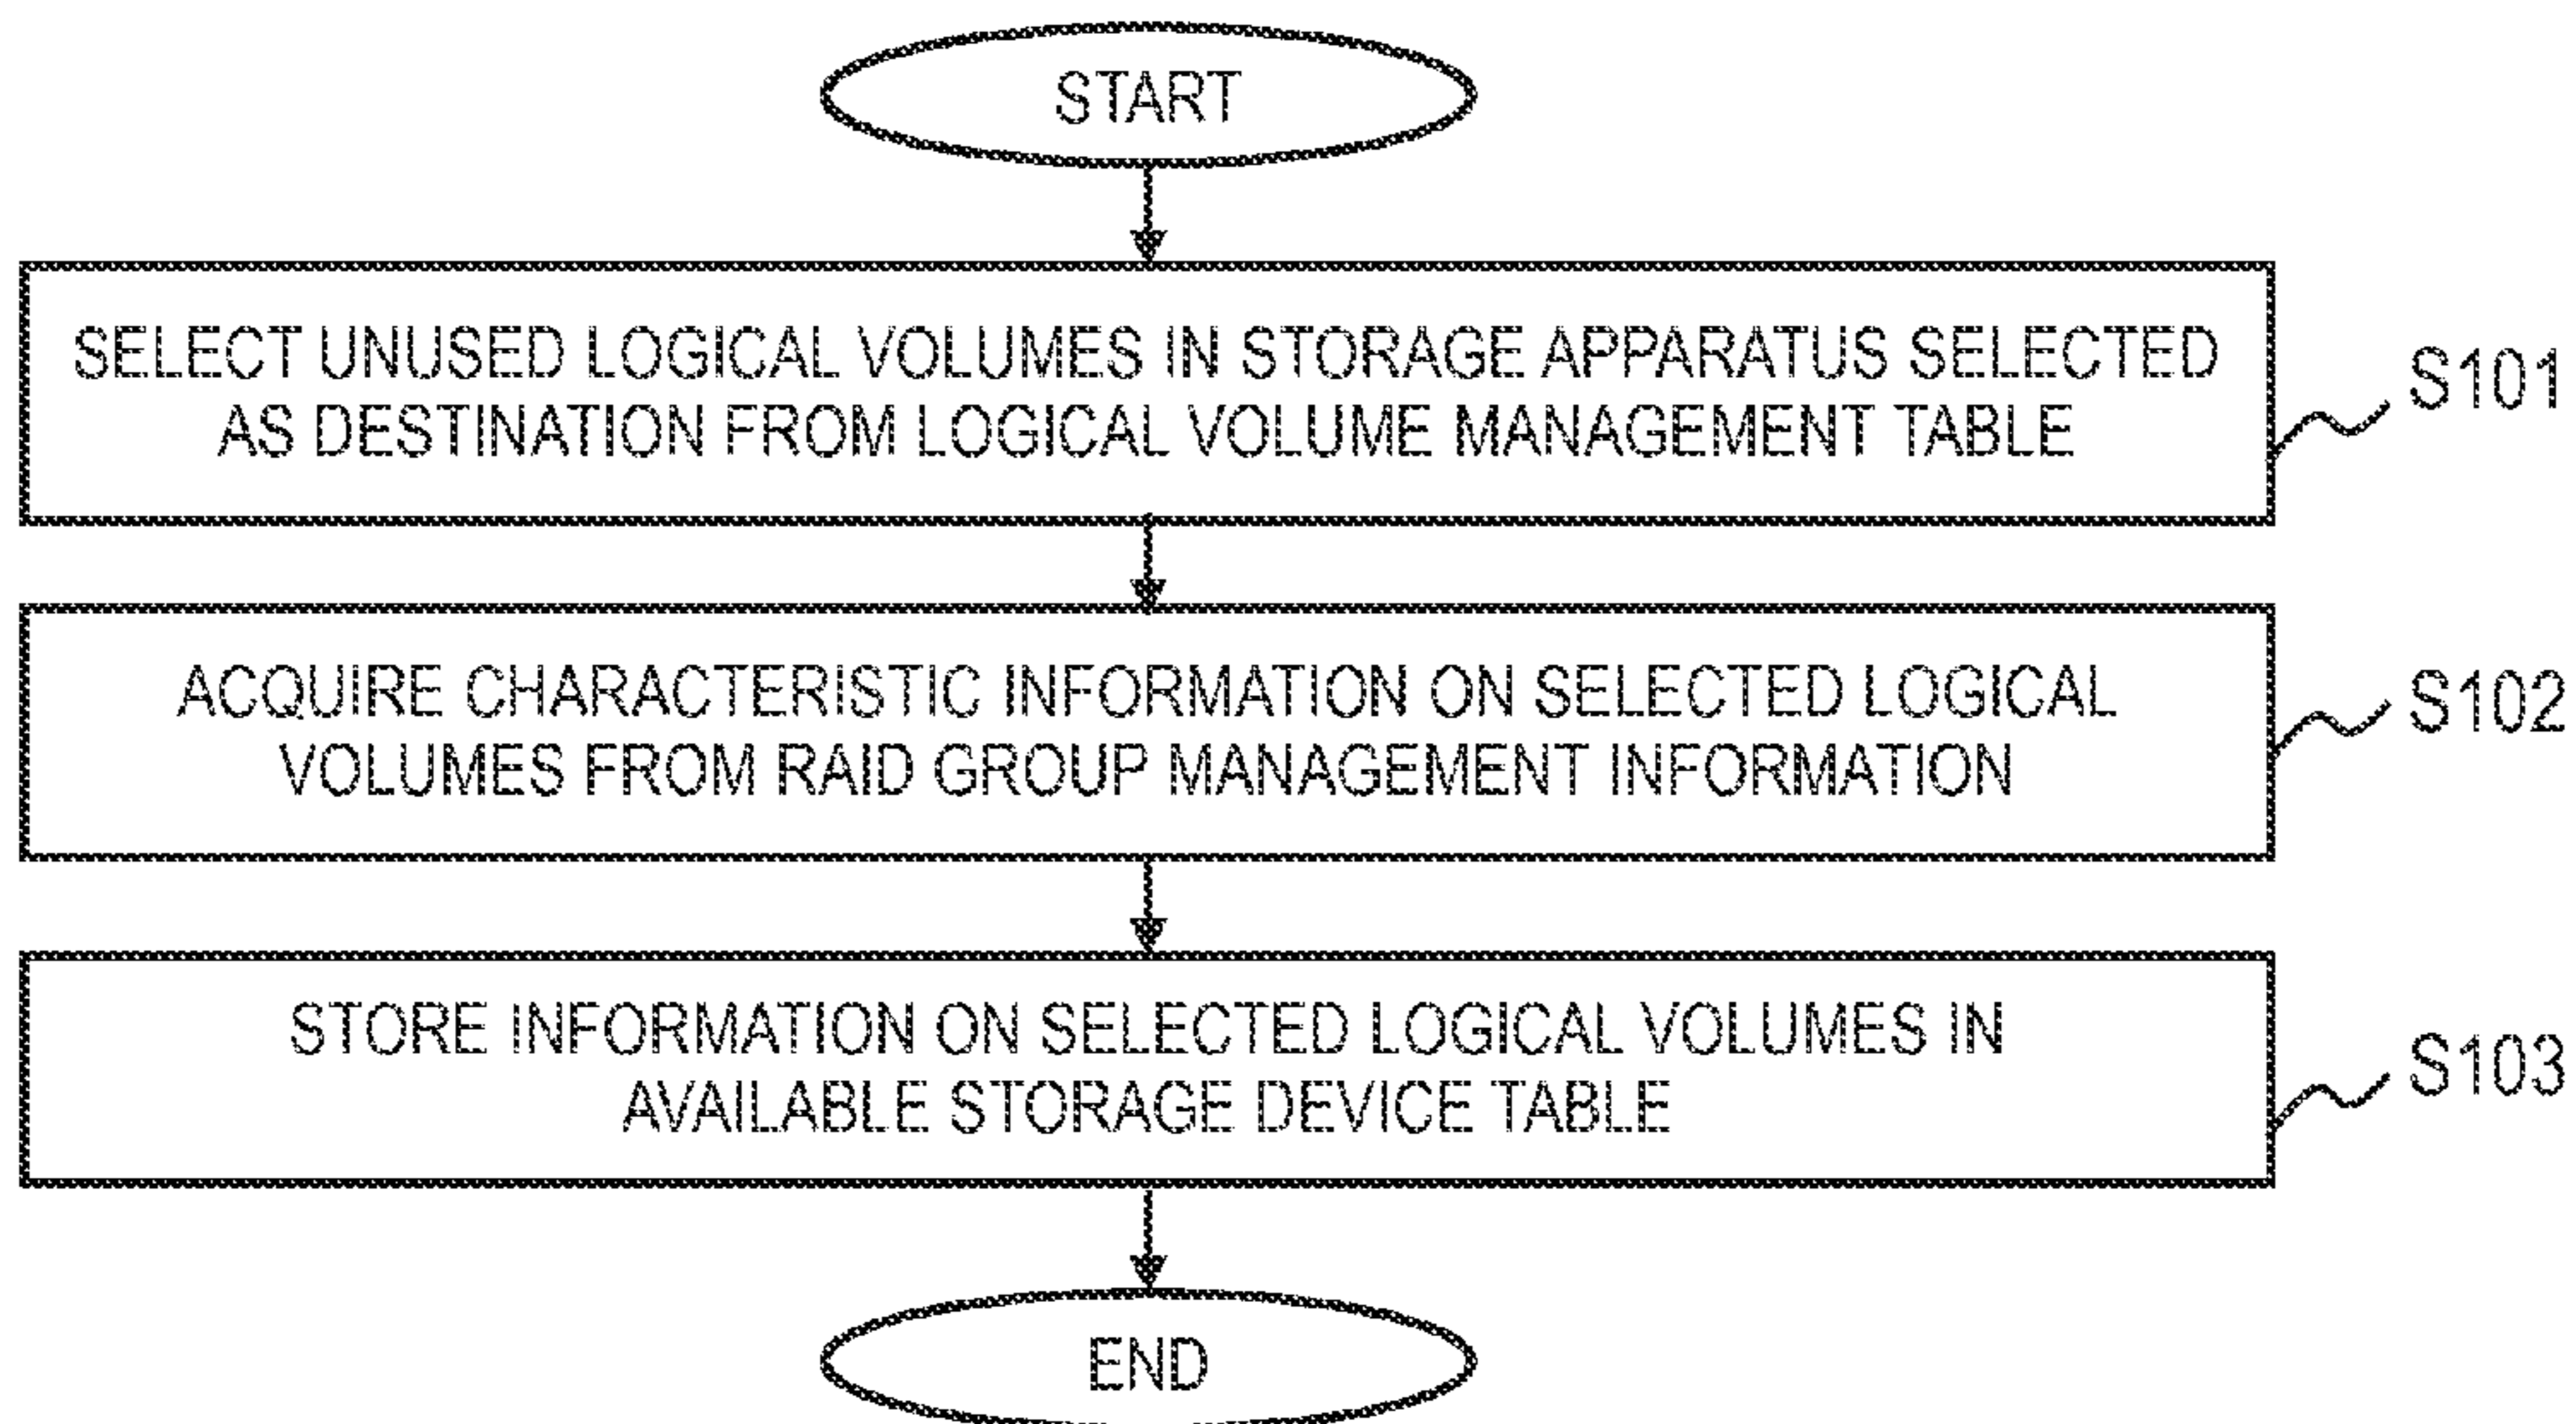 START
SELECT UNUSED LOGICAL VOLUMES IN STORAGE APPARATUS SELECTED
AS DESTINATION FROM LOGICAL VOLUME MANAGEMENT TABLE
S101
ACQUIRE CHARACTERISTIC INFORMATION ON SELECTED LOGICAL
VOLUMES FROM RAID GROUP MANAGEMENT INFORMATION
S102
STORE INFORMATION ON SELECTED LOGICAL VOLUMES IN
AVAILABLE STORAGE DEVICE TABLE
S103
END